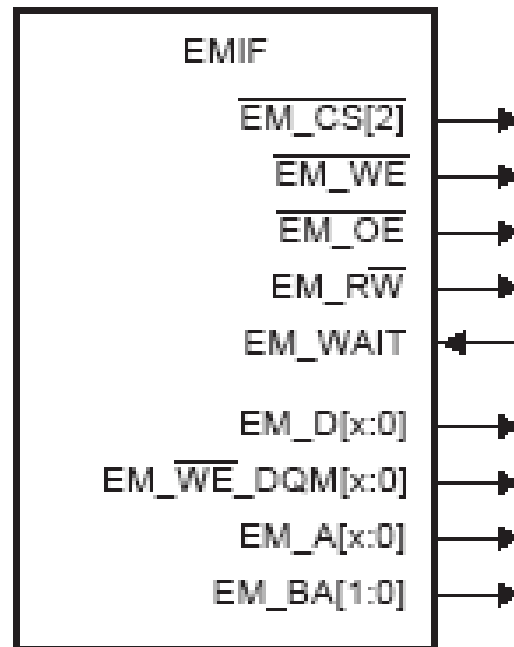 EMIF
EM_CS[2]
EM_WE
EM_OE
EM_RW
EM_WAIT
EM_D[x:0]
EM_WE_DQM[x:0]
EM_A[x:0]
EM_BA[1:0]